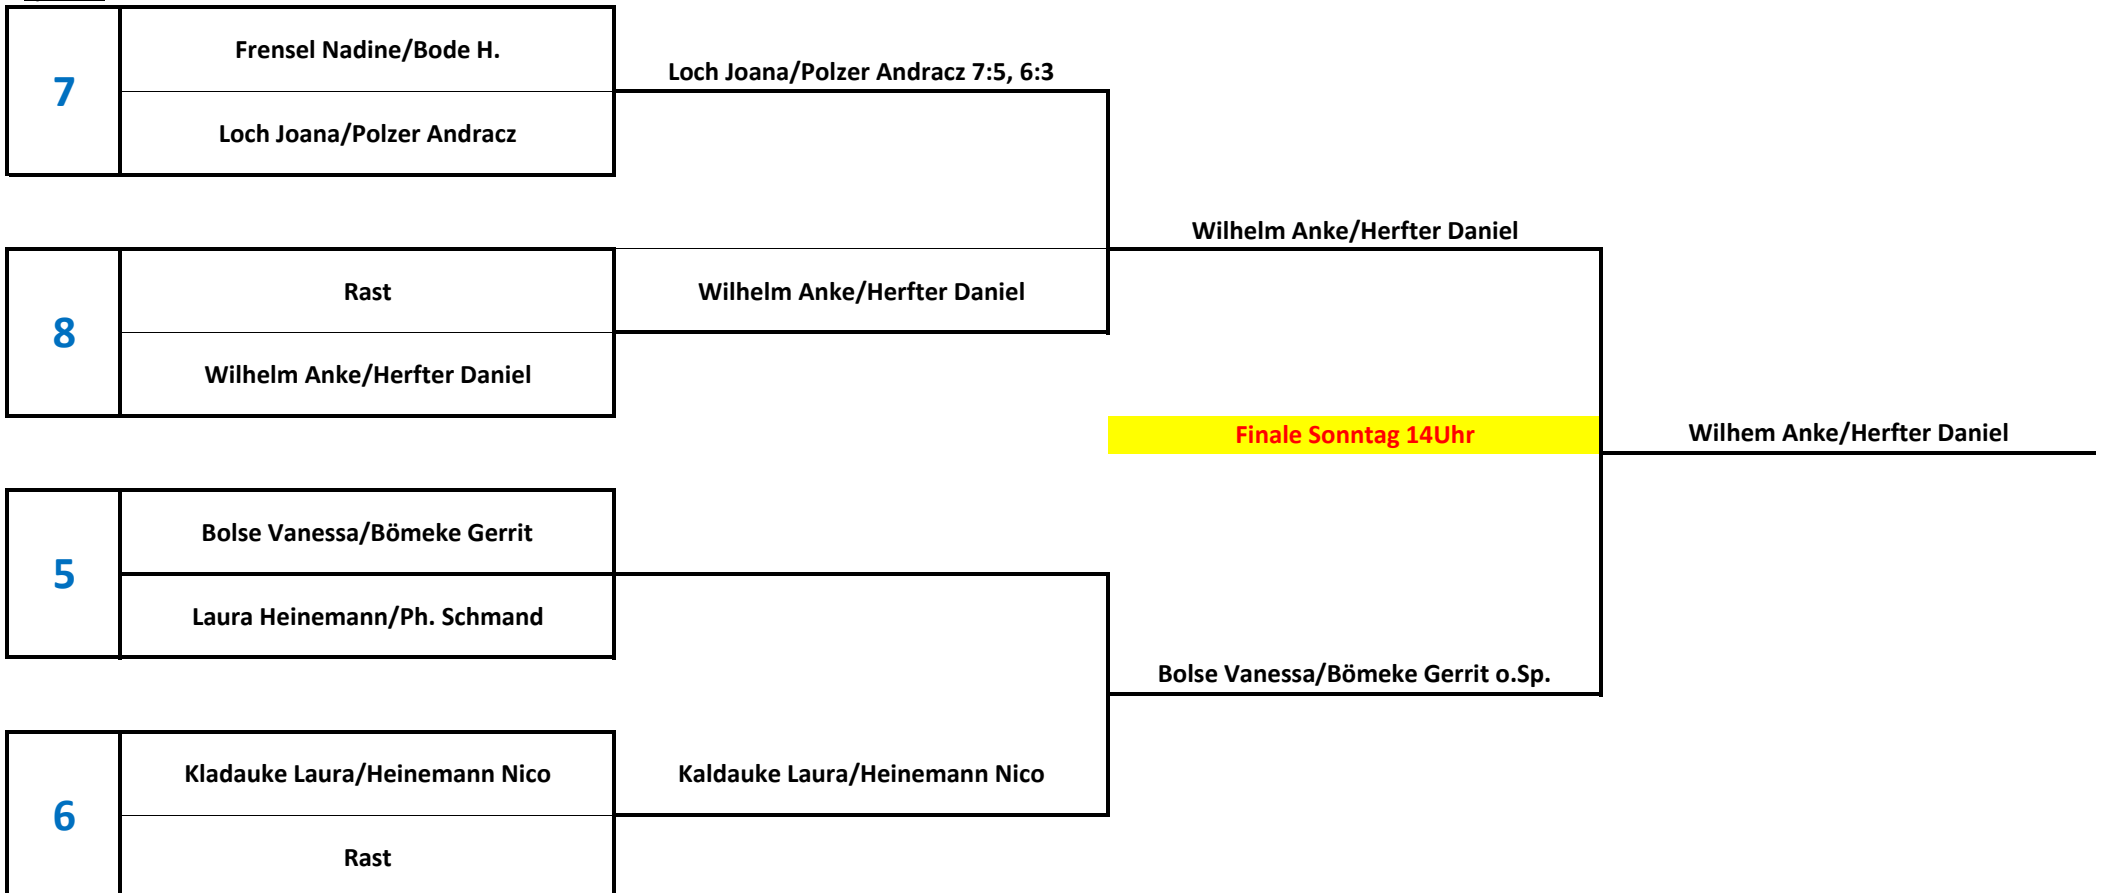 Frensel Nadine/Bode H.
7
Loch Joana/Polzer Andracz 7:5, 6:3
Loch Joana/Polzer Andracz
Wilhelm Anke/Herfter Daniel
Rast
Wilhelm Anke/Herfter Daniel
8
Wilhelm Anke/Herfter Daniel
Finale Sonntag 14Uhr
Wilhem Anke/Herfter Daniel
Bolse Vanessa/Bömeke Gerrit
5
Laura Heinemann/Ph. Schmand
Bolse Vanessa/Bömeke Gerrit o.Sp.
Kladauke Laura/Heinemann Nico
Kaldauke Laura/Heinemann Nico
6
Rast